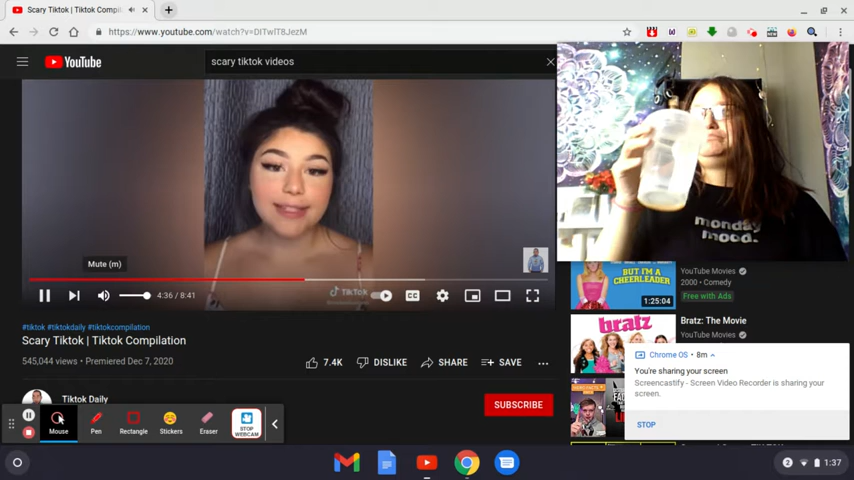 Scary Tiktok | Tiktok Compil
https://www.youtube.com/watch?v=DITwlT8JezM
YouTube
scary tiktok videos
monday
mood.
Mute (m)
4:36 / 8:41
TikTok
CC
BUT I'M A
CHEERLEADER
1:25:04
YouTube Movies
2000 • Comedy
Free with Ads
bratz
Bratz: The Movie
YouTube Movies
#tiktok #tiktokdaily #tiktokcompilation
Scary Tiktok | Tiktok Compilation
545,044 views • Premiered Dec 7, 2020
7.4K
DISLIKE
SHARE
SAVE
Tiktok Daily
SUBSCRIBE
Chrome OS • 8m
You're sharing your screen
Screencastify - Screen Video Recorder is sharing your
screen.
STOP
Mouse
Pen
Rectangle
Stickers
Eraser
STOP
WEBCAM
2
1:37